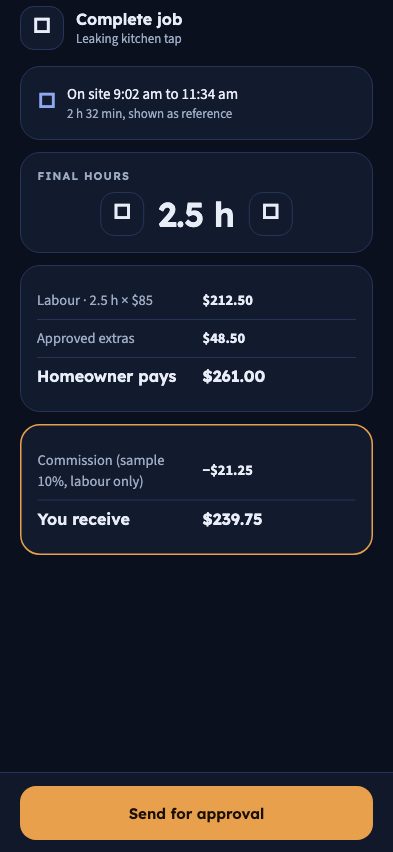 Complete job
Leaking kitchen tap
On site 9:02 am to 11:34 am
2 h 32 min, shown as reference
FINAL HOURS
2.5 h
Labour · 2.5 h × $85 $212.50
Approved extras $48.50
Homeowner pays $261.00
Commission (sample
10%, labour only) −$21.25
You receive $239.75
Send for approval